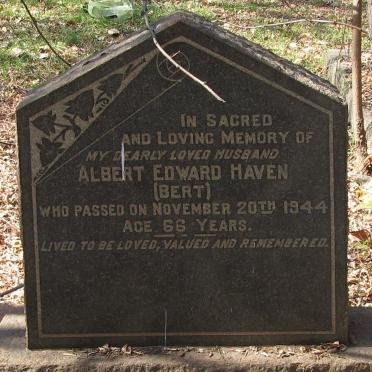 In Sacred
and Loving Memory of
my dearly loved husband
Albert Edward Haven
(Bert)
who passed on November 20th 1944
Age 66 Years.
Lived to be loved, valued and remembered.